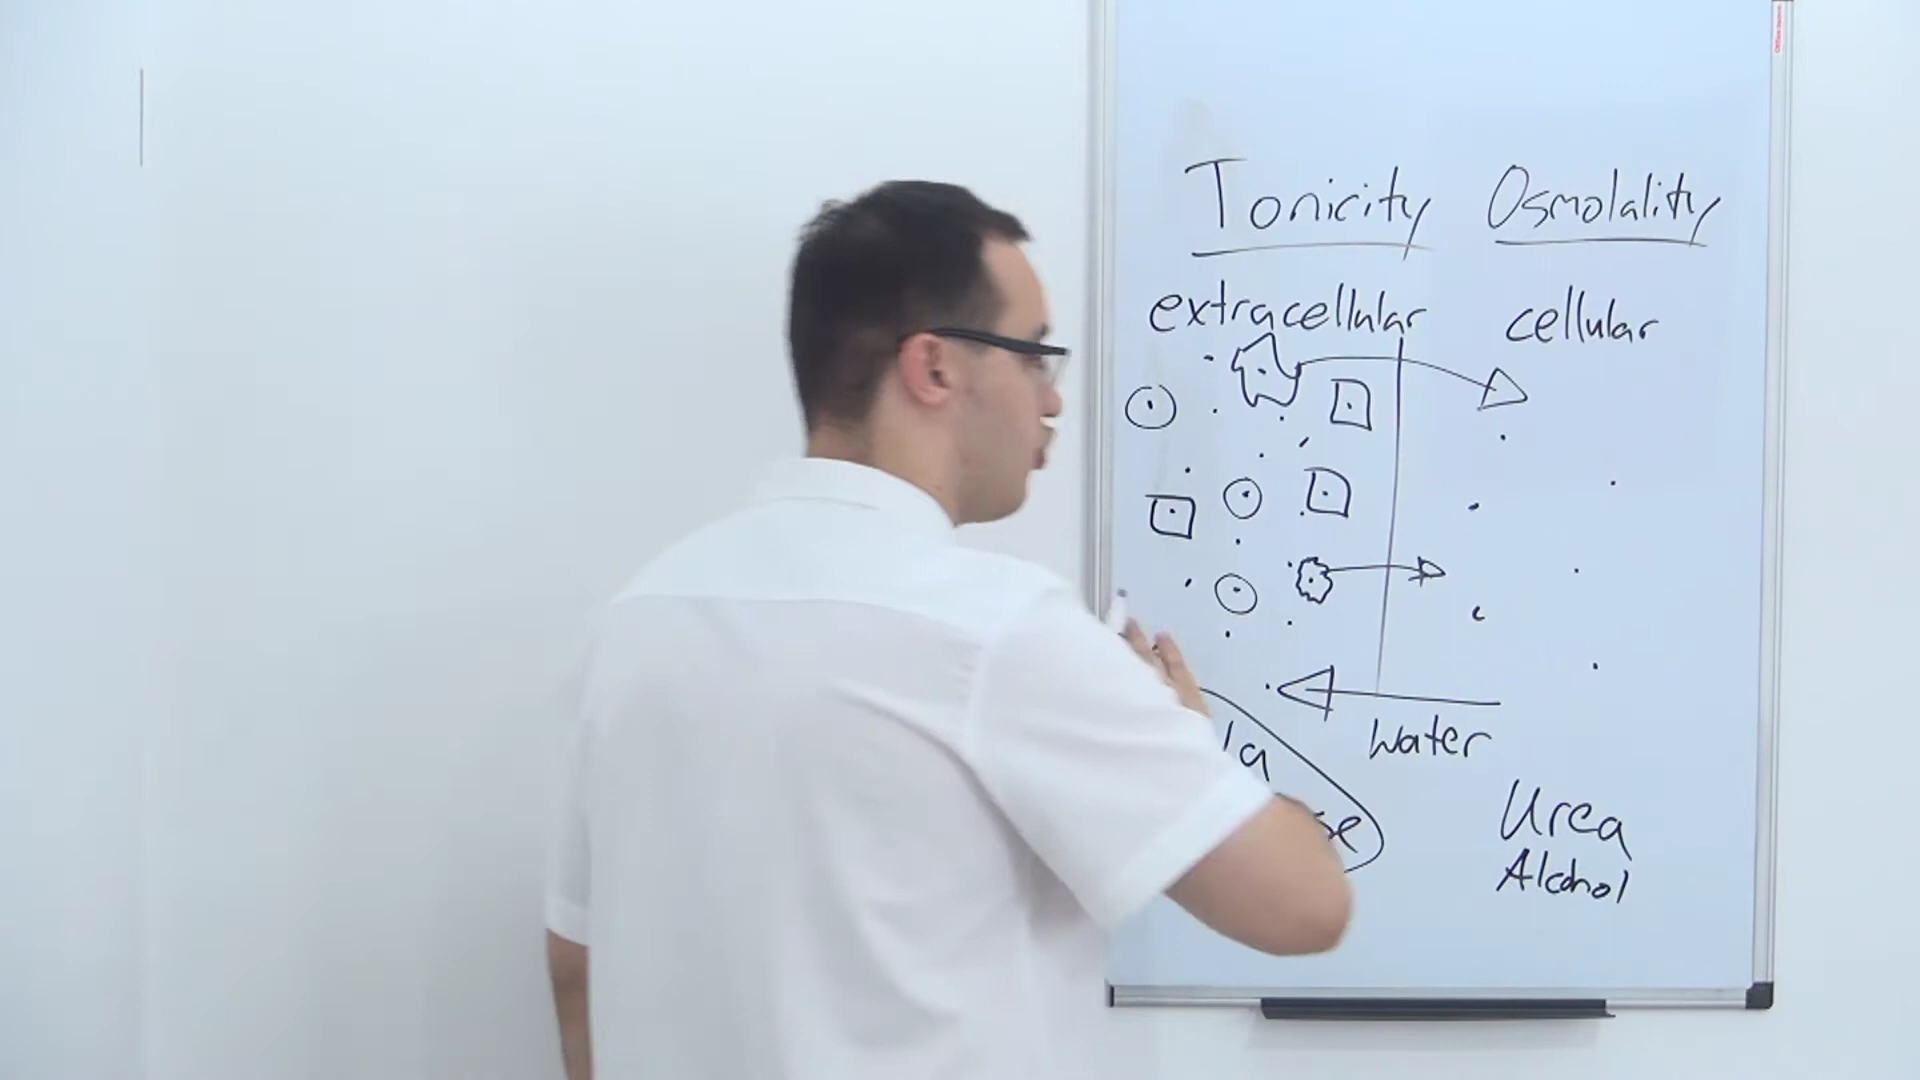 Tonicity Osmolality
extracellular cellular
Water
Urea
Alcohol